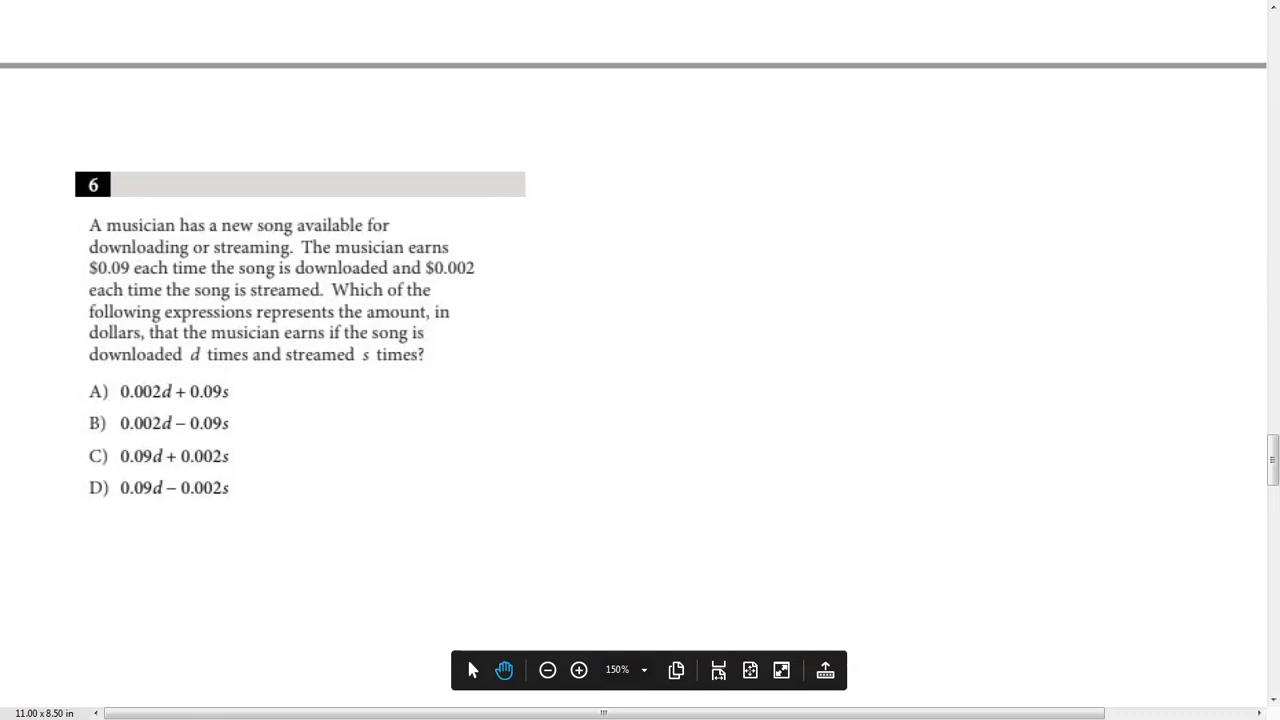 6
A musician has a new song available for
downloading or streaming. The musician earns
$0.09 each time the song is downloaded and $0.002
each time the song is streamed. Which of the
following expressions represents the amount, in
dollars, that the musician earns if the song is
downloaded d times and streamed s times?
A) 0.002d + 0.09s
B) 0.002d − 0.09s
C) 0.09d + 0.002s
D) 0.09d − 0.002s
150%
11.00 x 8.50 in